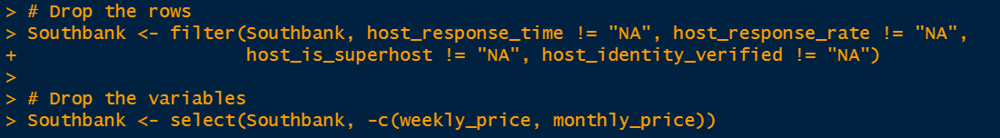 > # Drop the rows
> Southbank <- filter(Southbank, host_response_time != "NA", host_response_rate != "NA",
+                     host_is_superhost != "NA", host_identity_verified != "NA")
>
> # Drop the variables
> Southbank <- select(Southbank, -c(weekly_price, monthly_price))